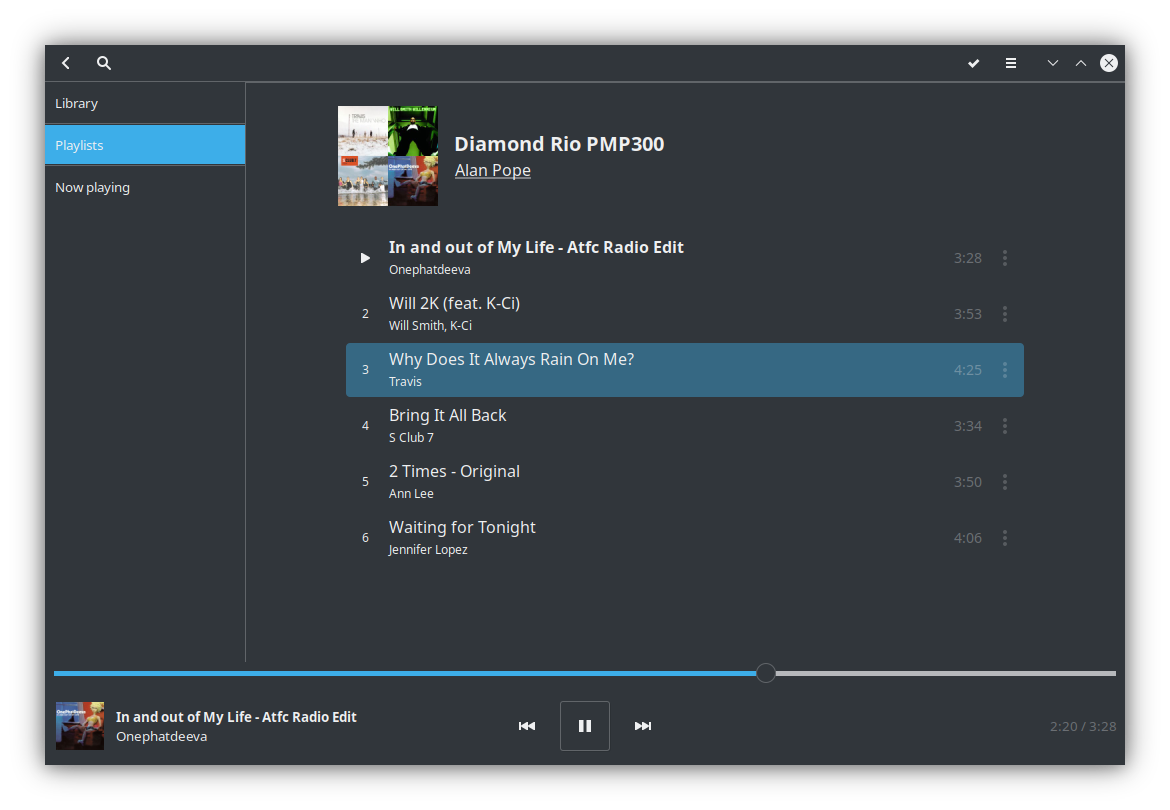 Library
Playlists
Now playing
Diamond Rio PMP300
Alan Pope
In and out of My Life - Atfc Radio Edit
3:28
Onephatdeeva
2
Will 2K (feat. K-Ci)
3:53
Will Smith, K-Ci
3
Why Does It Always Rain On Me?
4:25
Travis
4
Bring It All Back
3:34
S Club 7
5
2 Times - Original
3:50
Ann Lee
6
Waiting for Tonight
4:06
Jennifer Lopez
In and out of My Life - Atfc Radio Edit
Onephatdeeva
2:20 / 3:28